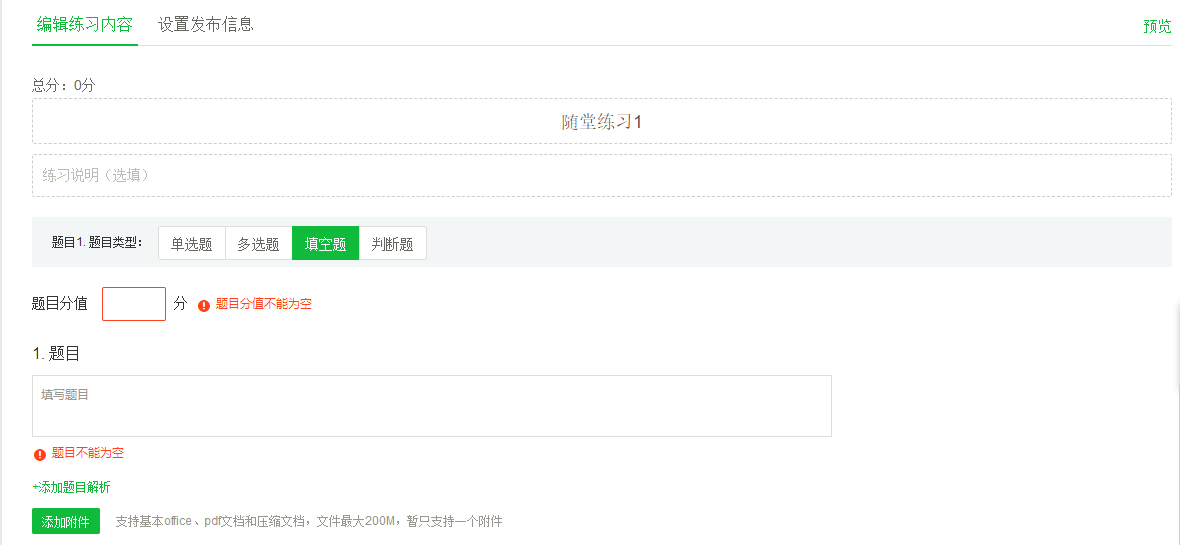 编辑练习内容 设置发布信息 预览
总分：0分
随堂练习1
练习说明（选填）
题目1. 题目类型： 单选题 多选题 填空题 判断题
题目分值 分 题目分值不能为空
1. 题目
填写题目
题目不能为空
+添加题目解析
添加附件 支持基本office、pdf文档和压缩文档，文件最大200M，暂只支持一个附件